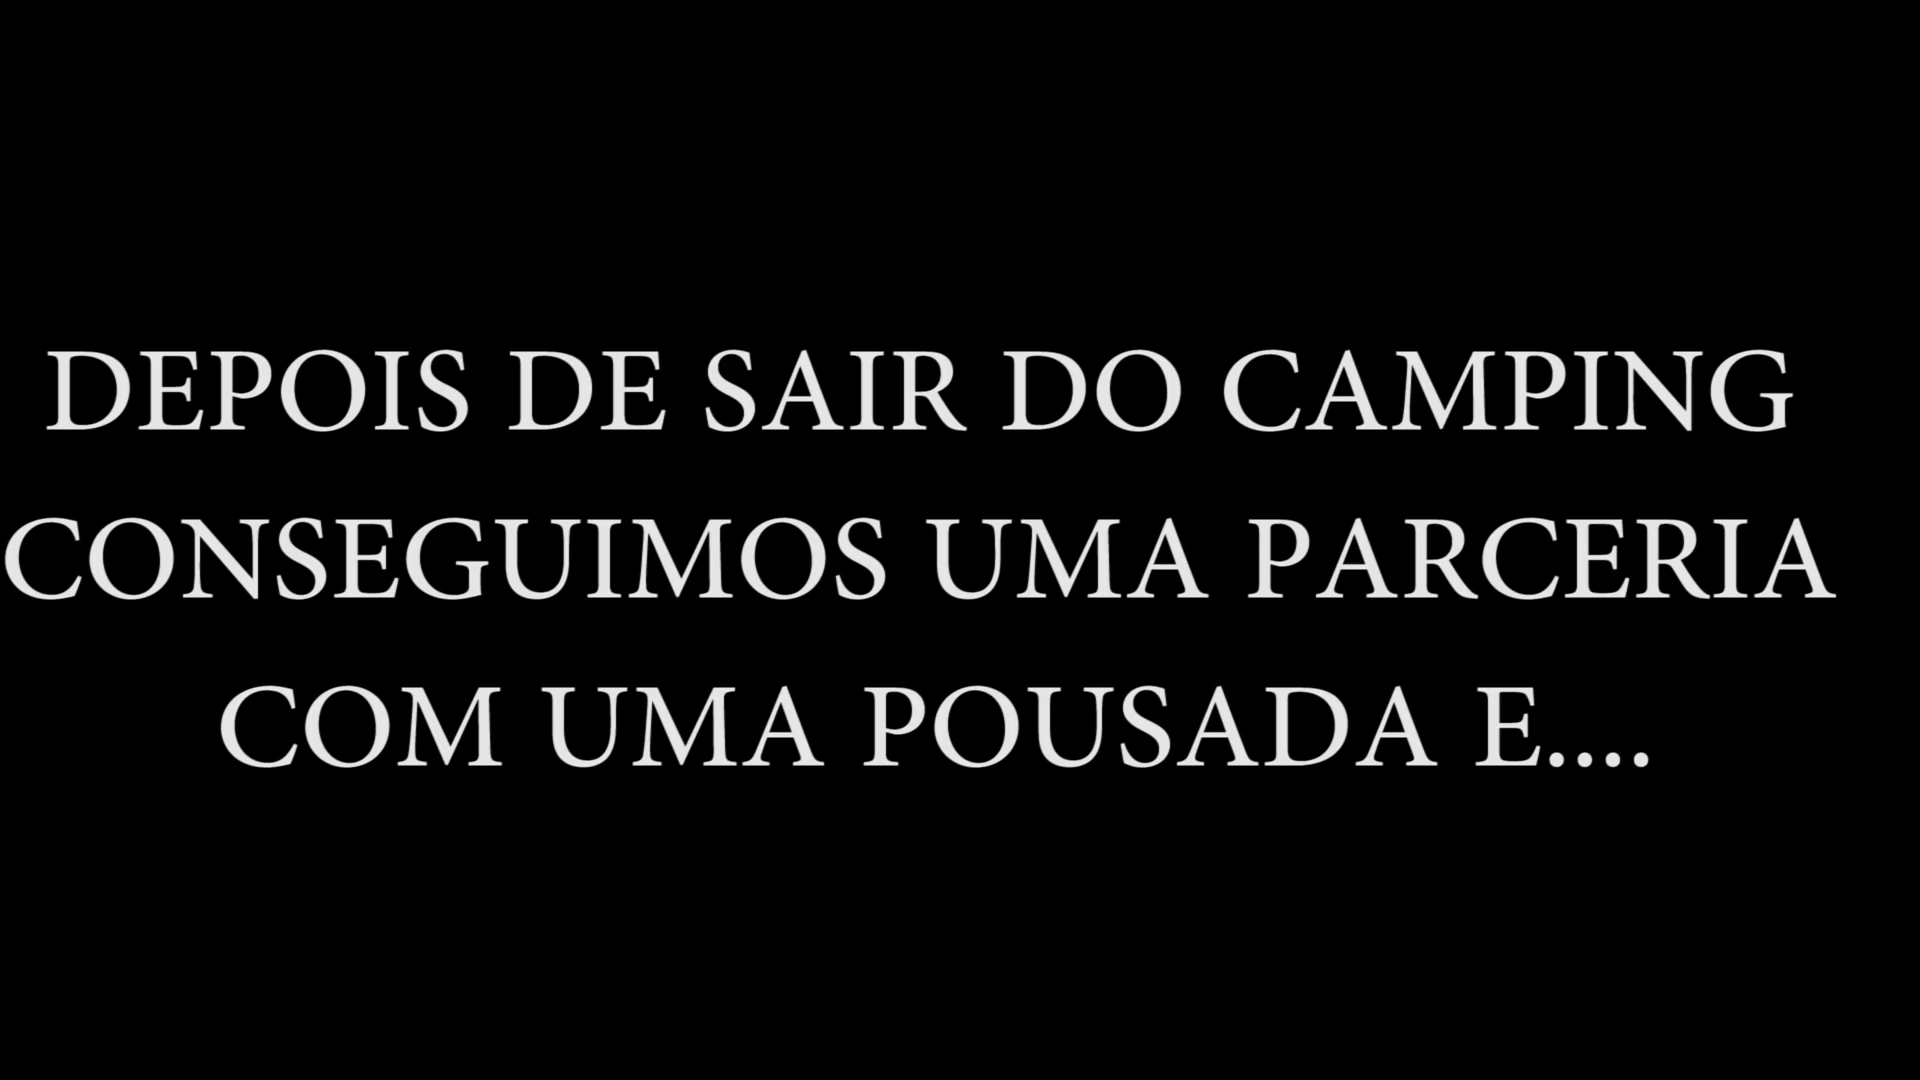 DEPOIS DE SAIR DO CAMPING
CONSEGUIMOS UMA PARCERIA
COM UMA POUSADA E....